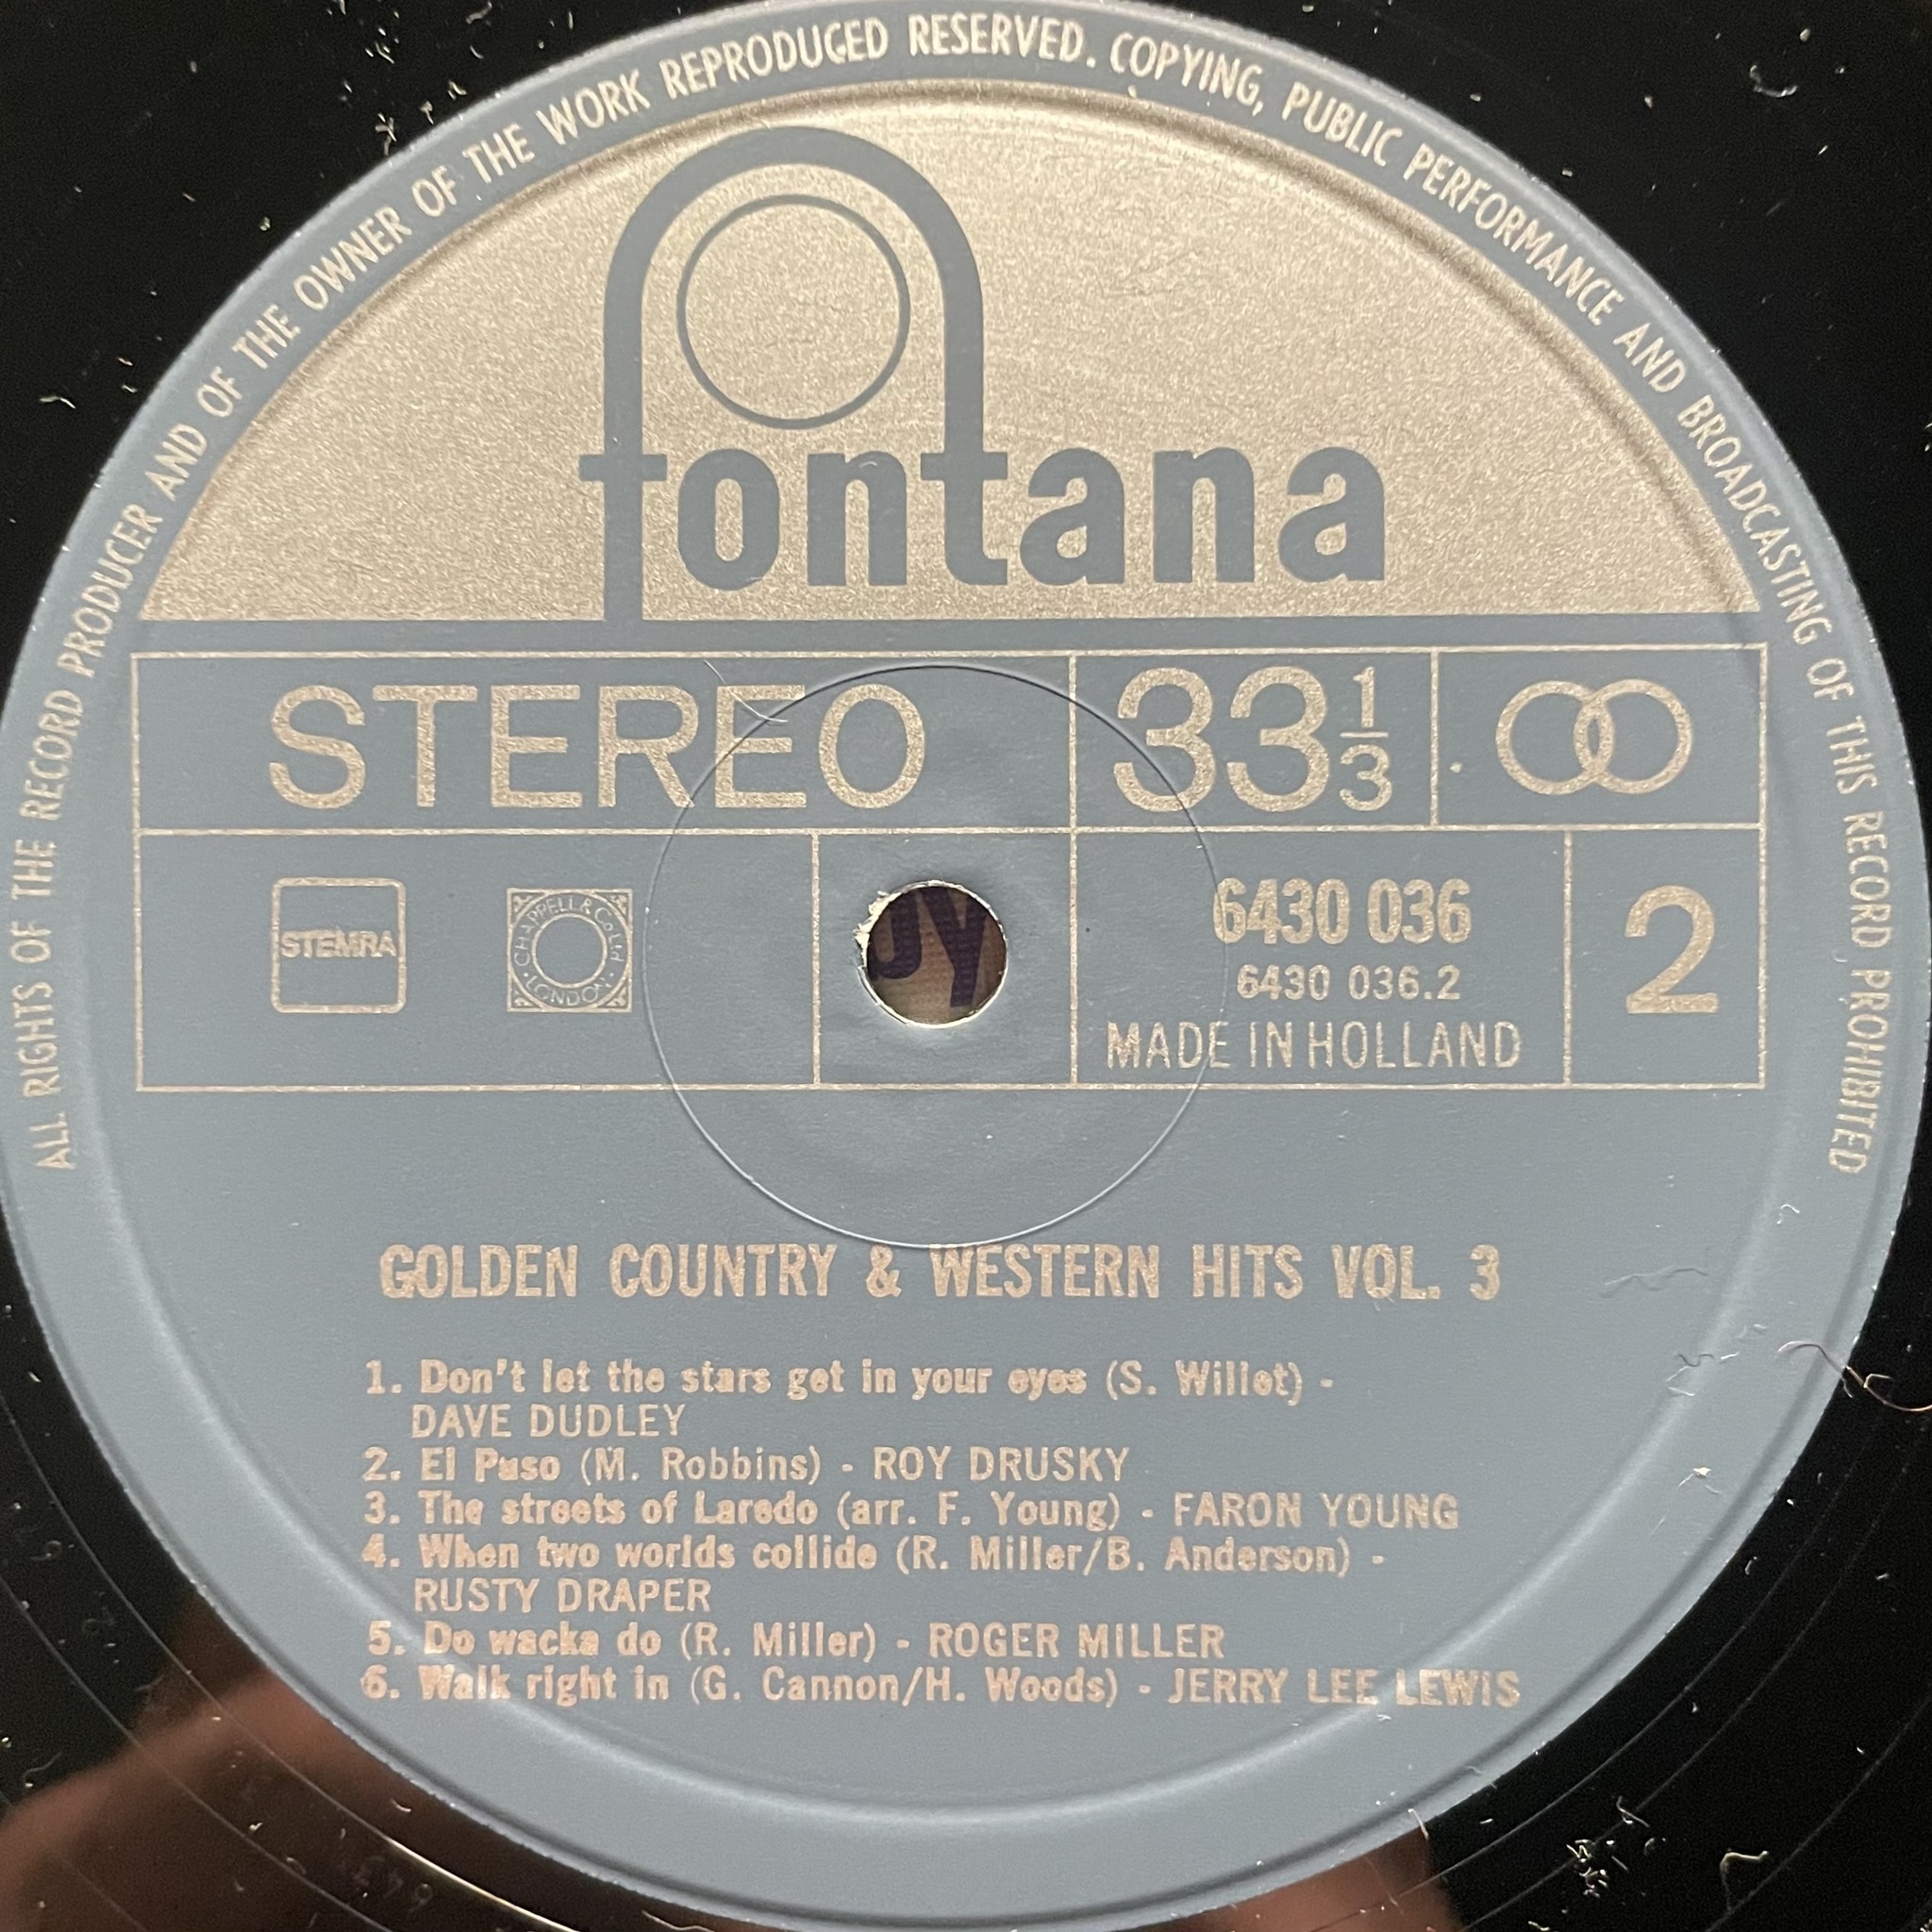 ALL RIGHTS OF THE RECORD PRODUCER AND OF THE OWNER OF THE WORK REPRODUCED RESERVED. COPYING, PUBLIC PERFORMANCE AND BROADCASTING OF THIS RECORD PROHIBITED
fontana
STEREO 33 1/3
STEMRA
CHAPPELL & Co LTD
LONDON
6430 036
6430 036.2
MADE IN HOLLAND
2
GOLDEN COUNTRY & WESTERN HITS VOL. 3
1. Don't let the stars get in your eyes (S. Willet) -
DAVE DUDLEY
2. El Paso (M. Robbins) - ROY DRUSKY
3. The streets of Laredo (arr. F. Young) - FARON YOUNG
4. When two worlds collide (R. Miller/B. Anderson) -
RUSTY DRAPER
5. Do wacka do (R. Miller) - ROGER MILLER
6. Walk right in (G. Cannon/H. Woods) - JERRY LEE LEWIS